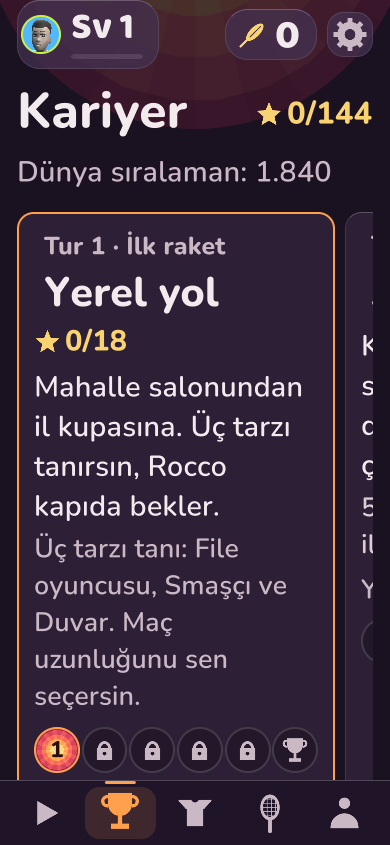 Sv 1
0
Kariyer
0/144
Dünya sıralaman: 1.840
Tur 1 · İlk raket
Yerel yol
0/18
Mahalle salonundan
il kupasına. Üç tarzı
tanırsın, Rocco
kapıda bekler.
Üç tarzı tanı: File
oyuncusu, Smaşçı ve
Duvar. Maç
uzunluğunu sen
seçersin.
1